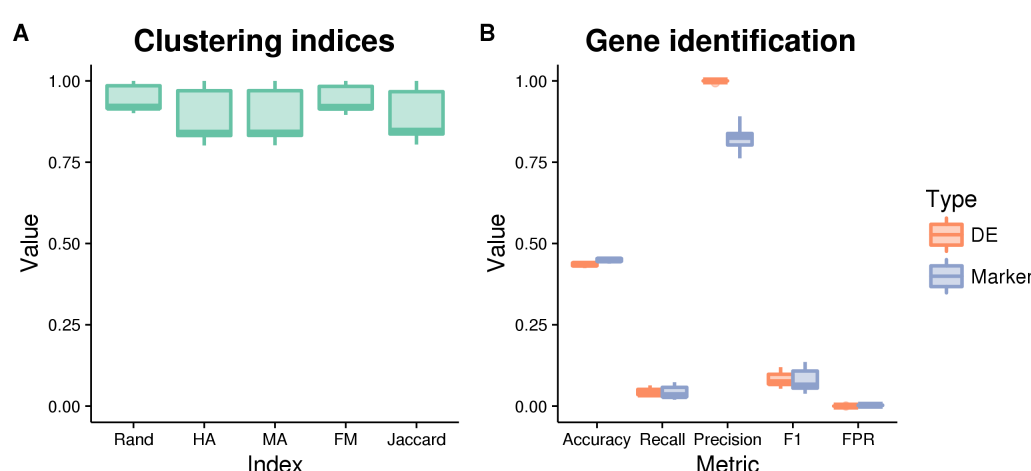 A
Clustering indices
1.00
0.75
0.50
0.25
0.00
Value
Rand HA MA FM Jaccard
Index
B
Gene identification
1.00
0.75
0.50
0.25
0.00
Value
Accuracy Recall Precision F1 FPR
Metric
Type
DE
Marker